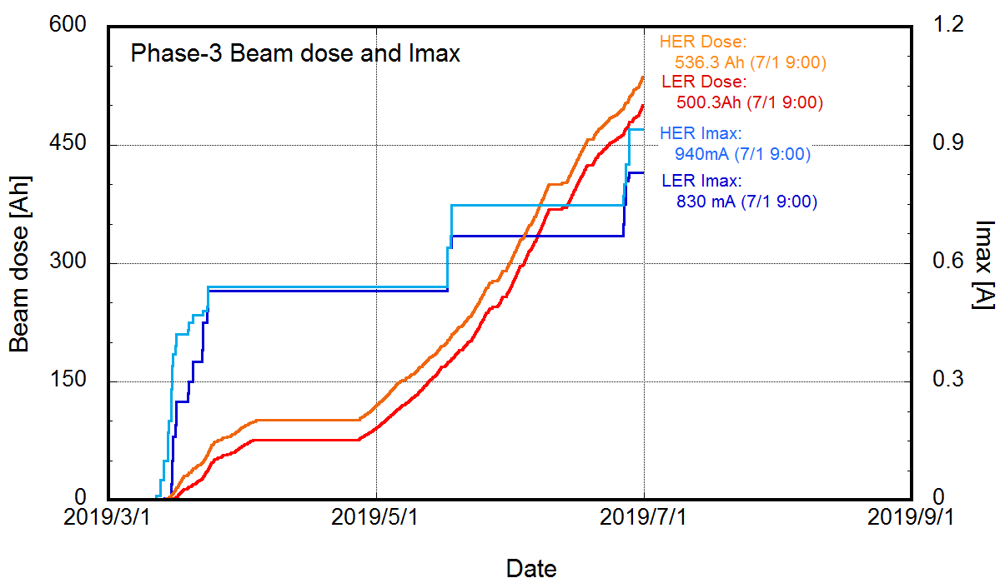 600
1.2
Phase-3 Beam dose and Imax
HER Dose:
536.3 Ah (7/1 9:00)
LER Dose:
500.3Ah (7/1 9:00)
HER Imax:
940mA (7/1 9:00)
LER Imax:
830 mA (7/1 9:00)
450
0.9
Beam dose [Ah]
300
0.6
Imax [A]
150
0.3
0
0
2019/3/1
2019/5/1
2019/7/1
2019/9/1
Date